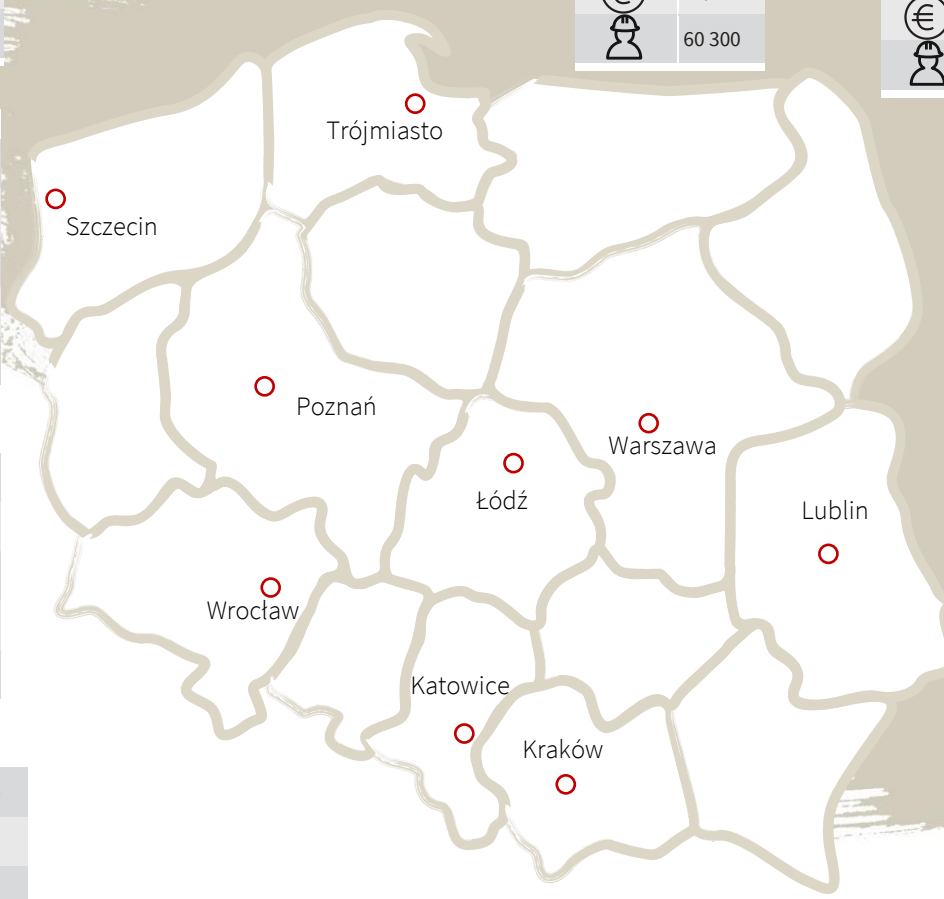 €
60 300
€
Trójmiasto
Szczecin
Poznań
Warszawa
Łódź
Lublin
Wrocław
Katowice
Kraków